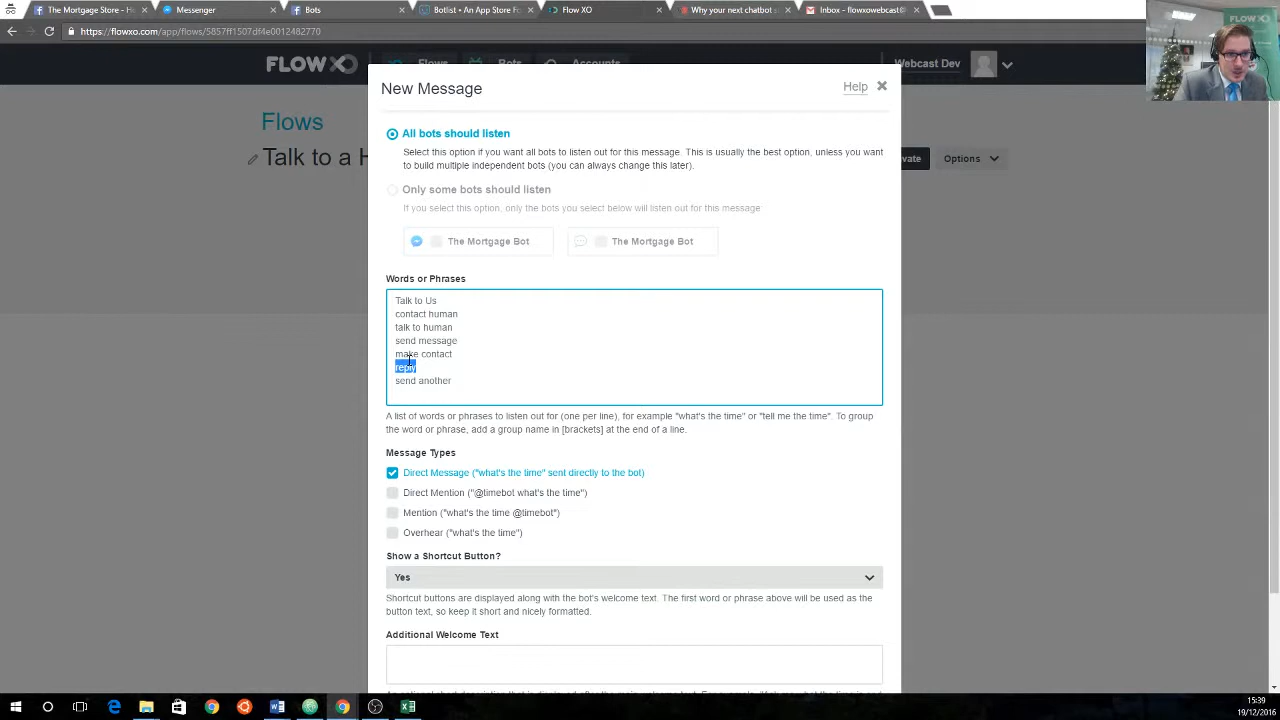 The Mortgage Store - H
Messenger
Bots
Botlist - An App Store Fo
Flow XO
Why your next chatbot s
Inbox - flowxowebcast@
https://flowxo.com/app/flows/5857ff1507df4e0012482770
FLOW XO
FLOW XO
Flows
Bots
Accounts
Webcast Dev
New Message
Help
Flows
Talk to a H
vate
Options
All bots should listen
Select this option if you want all bots to listen out for this message. This is usually the best option, unless you want
to build multiple independent bots (you can always change this later).
Only some bots should listen
If you select this option, only the bots you select below will listen out for this message
The Mortgage Bot
The Mortgage Bot
Words or Phrases
Talk to Us
contact human
talk to human
send message
make contact
reply
send another
A list of words or phrases to listen out for (one per line), for example "what's the time" or "tell me the time". To group
the word or phrase, add a group name in [brackets] at the end of a line.
Message Types
Direct Message ("what's the time" sent directly to the bot)
Direct Mention ("@timebot what's the time")
Mention ("what's the time @timebot")
Overhear ("what's the time")
Show a Shortcut Button?
Yes
Shortcut buttons are displayed along with the bot's welcome text. The first word or phrase above will be used as the
button text, so keep it short and nicely formatted.
Additional Welcome Text
15:39
19/12/2016